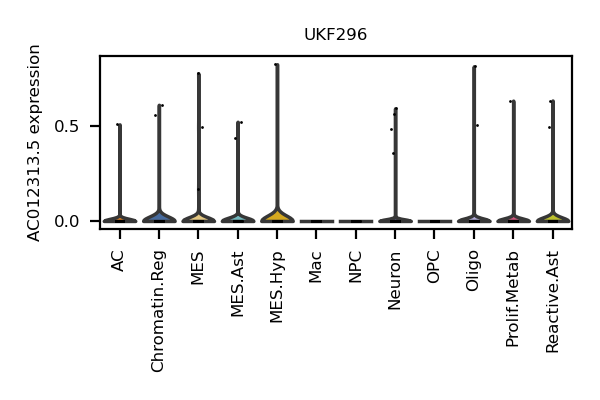 UKF296
AC012313.5 expression
0.5
0.0
AC
Chromatin.Reg
MES
MES.Ast
MES.Hyp
Mac
NPC
Neuron
OPC
Oligo
Prolif.Metab
Reactive.Ast